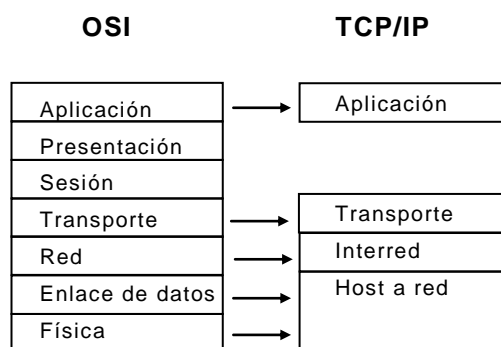 OSI
TCP/IP
Aplicación
Aplicación
Presentación
Sesión
Transporte
Transporte
Red
Interred
Enlace de datos
Host a red
Física